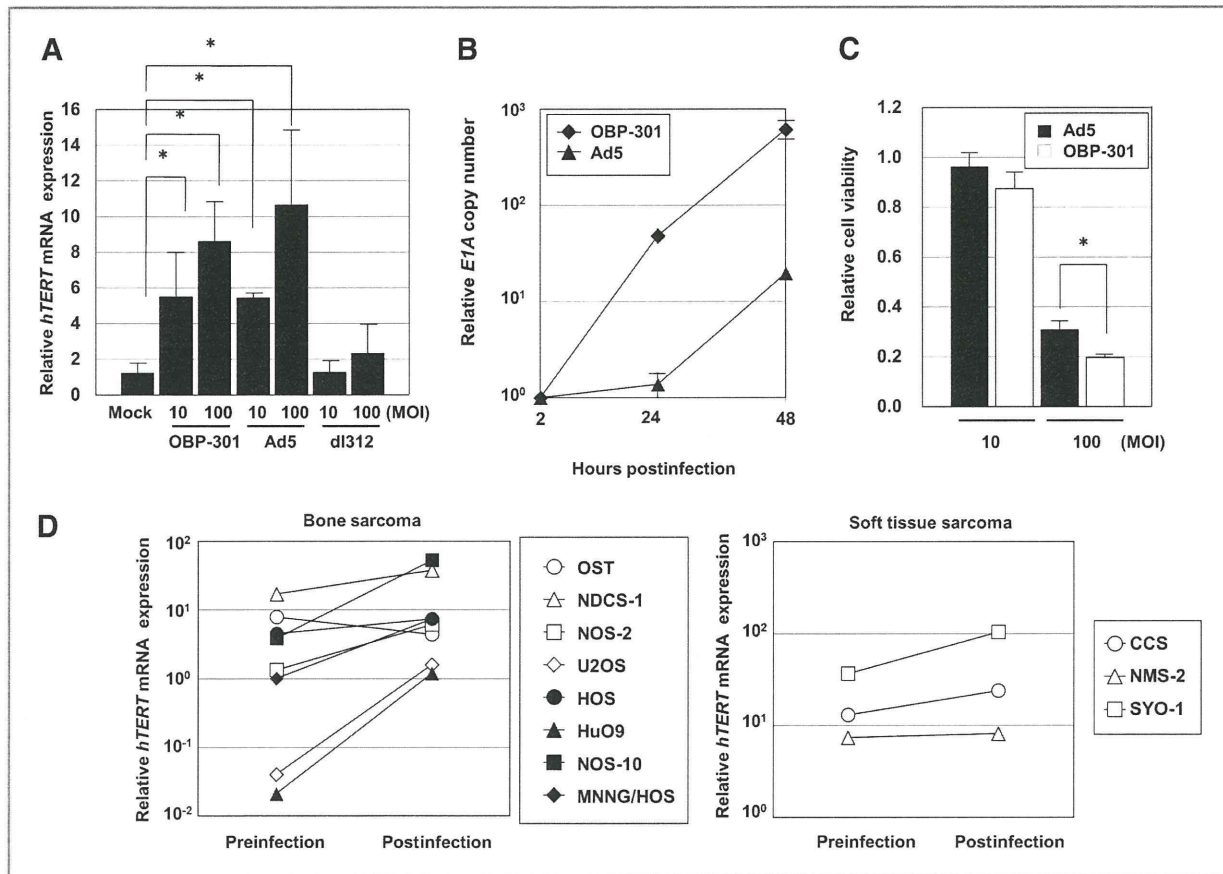 A
Relative hTERT mRNA expression
16
14
12
10
8
6
4
2
0
*
*
*
*
Mock 10 100 10 100 10 100 (MOI)
OBP-301 Ad5 dl312
B
Relative E1A copy number
10³
10²
10¹
10⁰
OBP-301
Ad5
2 24 48
Hours postinfection
C
Relative cell viability
1.2
1.0
0.8
0.6
0.4
0.2
0.0
Ad5
OBP-301
*
10 100 (MOI)
D
Bone sarcoma
Relative hTERT mRNA expression
10²
10¹
10⁰
10⁻¹
10⁻²
Preinfection Postinfection
OST
NDCS-1
NOS-2
U2OS
HOS
HuO9
NOS-10
MNNG/HOS
Soft tissue sarcoma
Relative hTERT mRNA expression
10³
10²
10¹
10⁰
Preinfection Postinfection
CCS
NMS-2
SYO-1